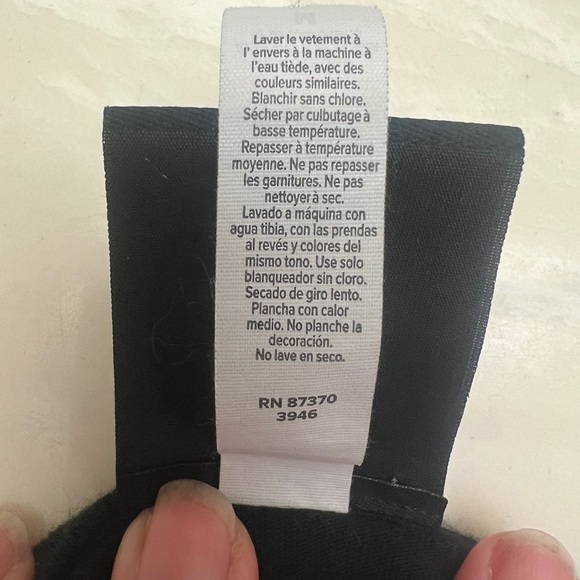 Laver le vetement à
l'envers à la machine à
l'eau tiède, avec des
couleurs similaires.
Blanchir sans chlore.
Sécher par culbutage à
basse température.
Repasser à température
moyenne. Ne pas repasser
les garnitures. Ne pas
nettoyer à sec.
Lavado a máquina con
agua tibia, con las prendas
al revés y colores del
mismo tono. Use solo
blanqueador sin cloro.
Secado de giro lento.
Plancha con calor
medio. No planche la
decoración.
No lave en seco.
RN 87370
3946